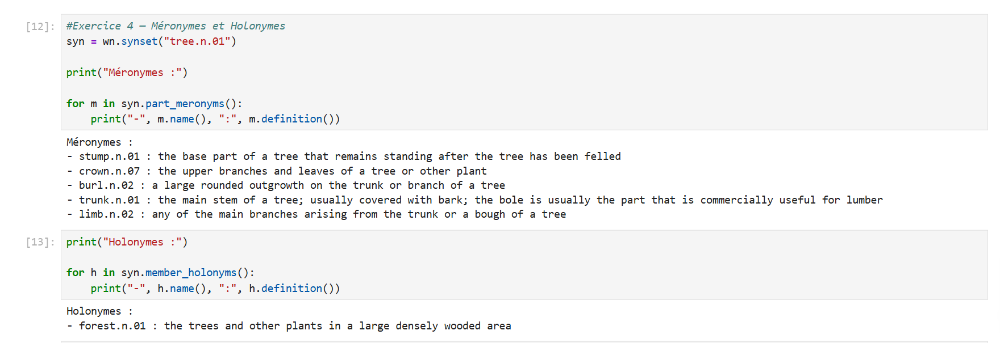 [12]: #Exercice 4 — Méronymes et Holonymes
syn = wn.synset("tree.n.01")
print("Méronymes :")
for m in syn.part_meronyms():
    print("-", m.name(), ":", m.definition())
Méronymes :
- stump.n.01 : the base part of a tree that remains standing after the tree has been felled
- crown.n.07 : the upper branches and leaves of a tree or other plant
- burl.n.02 : a large rounded outgrowth on the trunk or branch of a tree
- trunk.n.01 : the main stem of a tree; usually covered with bark; the bole is usually the part that is commercially useful for lumber
- limb.n.02 : any of the main branches arising from the trunk or a bough of a tree
[13]: print("Holonymes :")
for h in syn.member_holonyms():
    print("-", h.name(), ":", h.definition())
Holonymes :
- forest.n.01 : the trees and other plants in a large densely wooded area